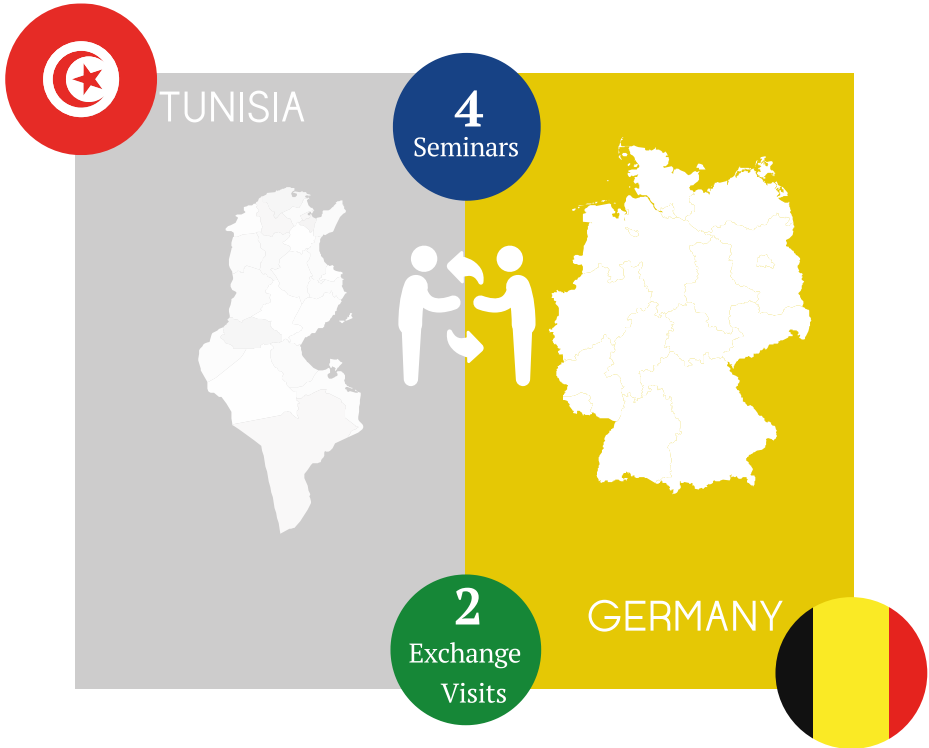 TUNISIA
4
Seminars
GERMANY
2
Exchange
Visits